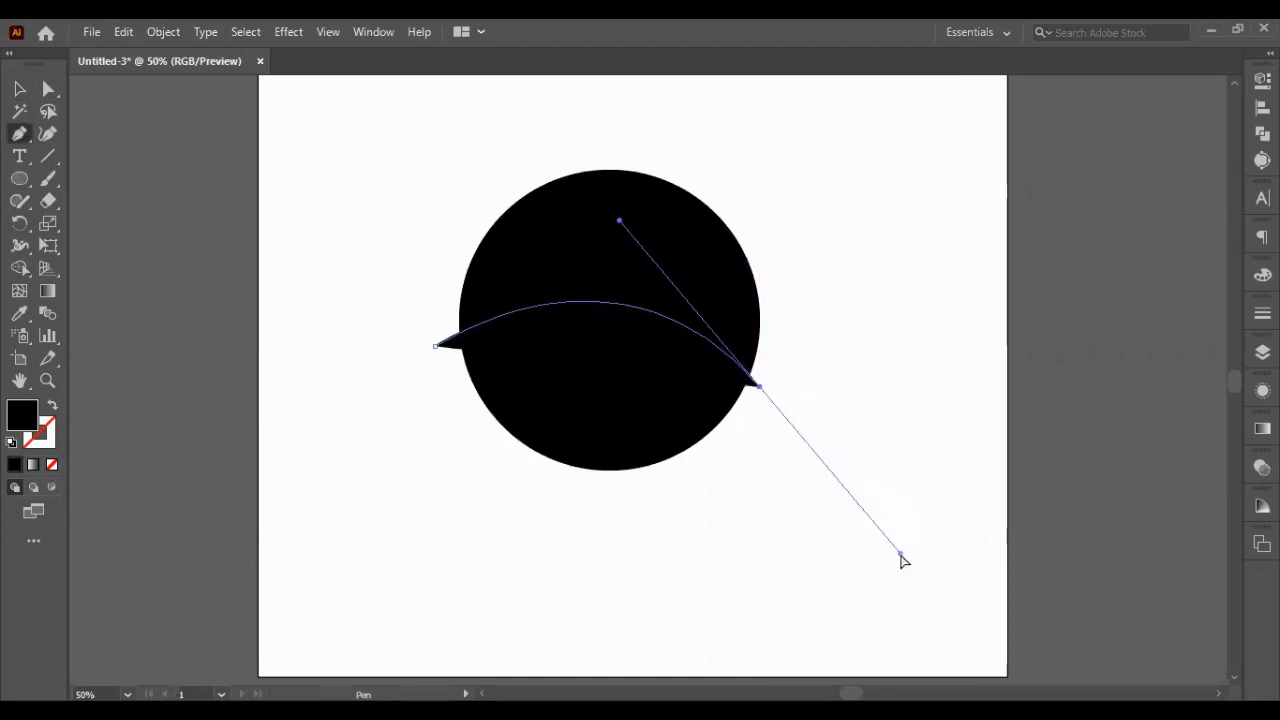 Ai File Edit Object Type Select Effect View Window Help Essentials Search Adobe Stock
Untitled-3* @ 50% (RGB/Preview)
50% 1 Pen